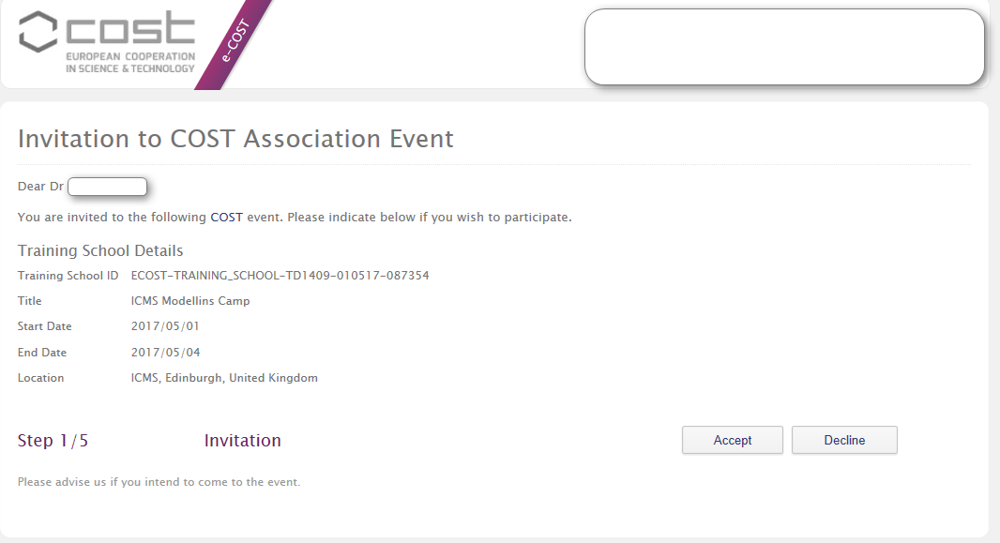 cost
EUROPEAN COOPERATION
IN SCIENCE & TECHNOLOGY
e-COST
Invitation to COST Association Event
Dear Dr
You are invited to the following COST event. Please indicate below if you wish to participate.
Training School Details
Training School ID ECOST-TRAINING_SCHOOL-TD1409-010517-087354
Title ICMS Modellins Camp
Start Date 2017/05/01
End Date 2017/05/04
Location ICMS, Edinburgh, United Kingdom
Step 1/5 Invitation Accept Decline
Please advise us if you intend to come to the event.